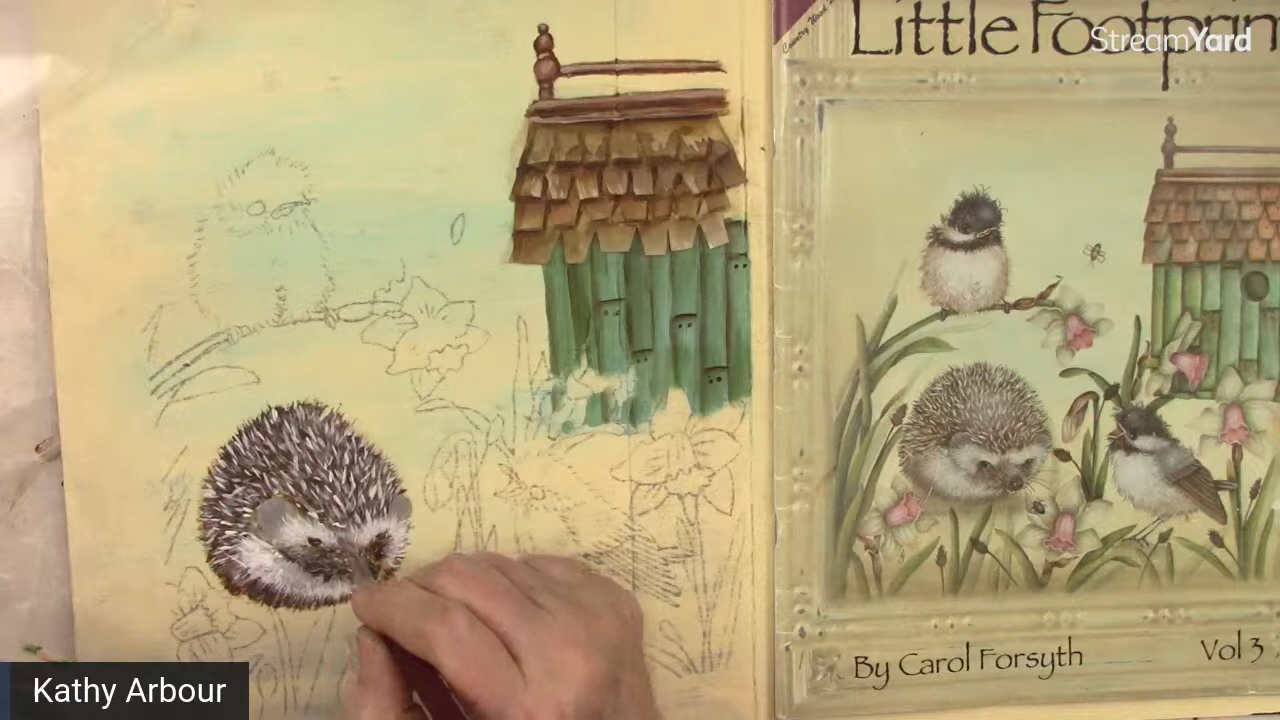 Little Footprin
StreamYard
By Carol Forsyth
Vol 3
Kathy Arbour